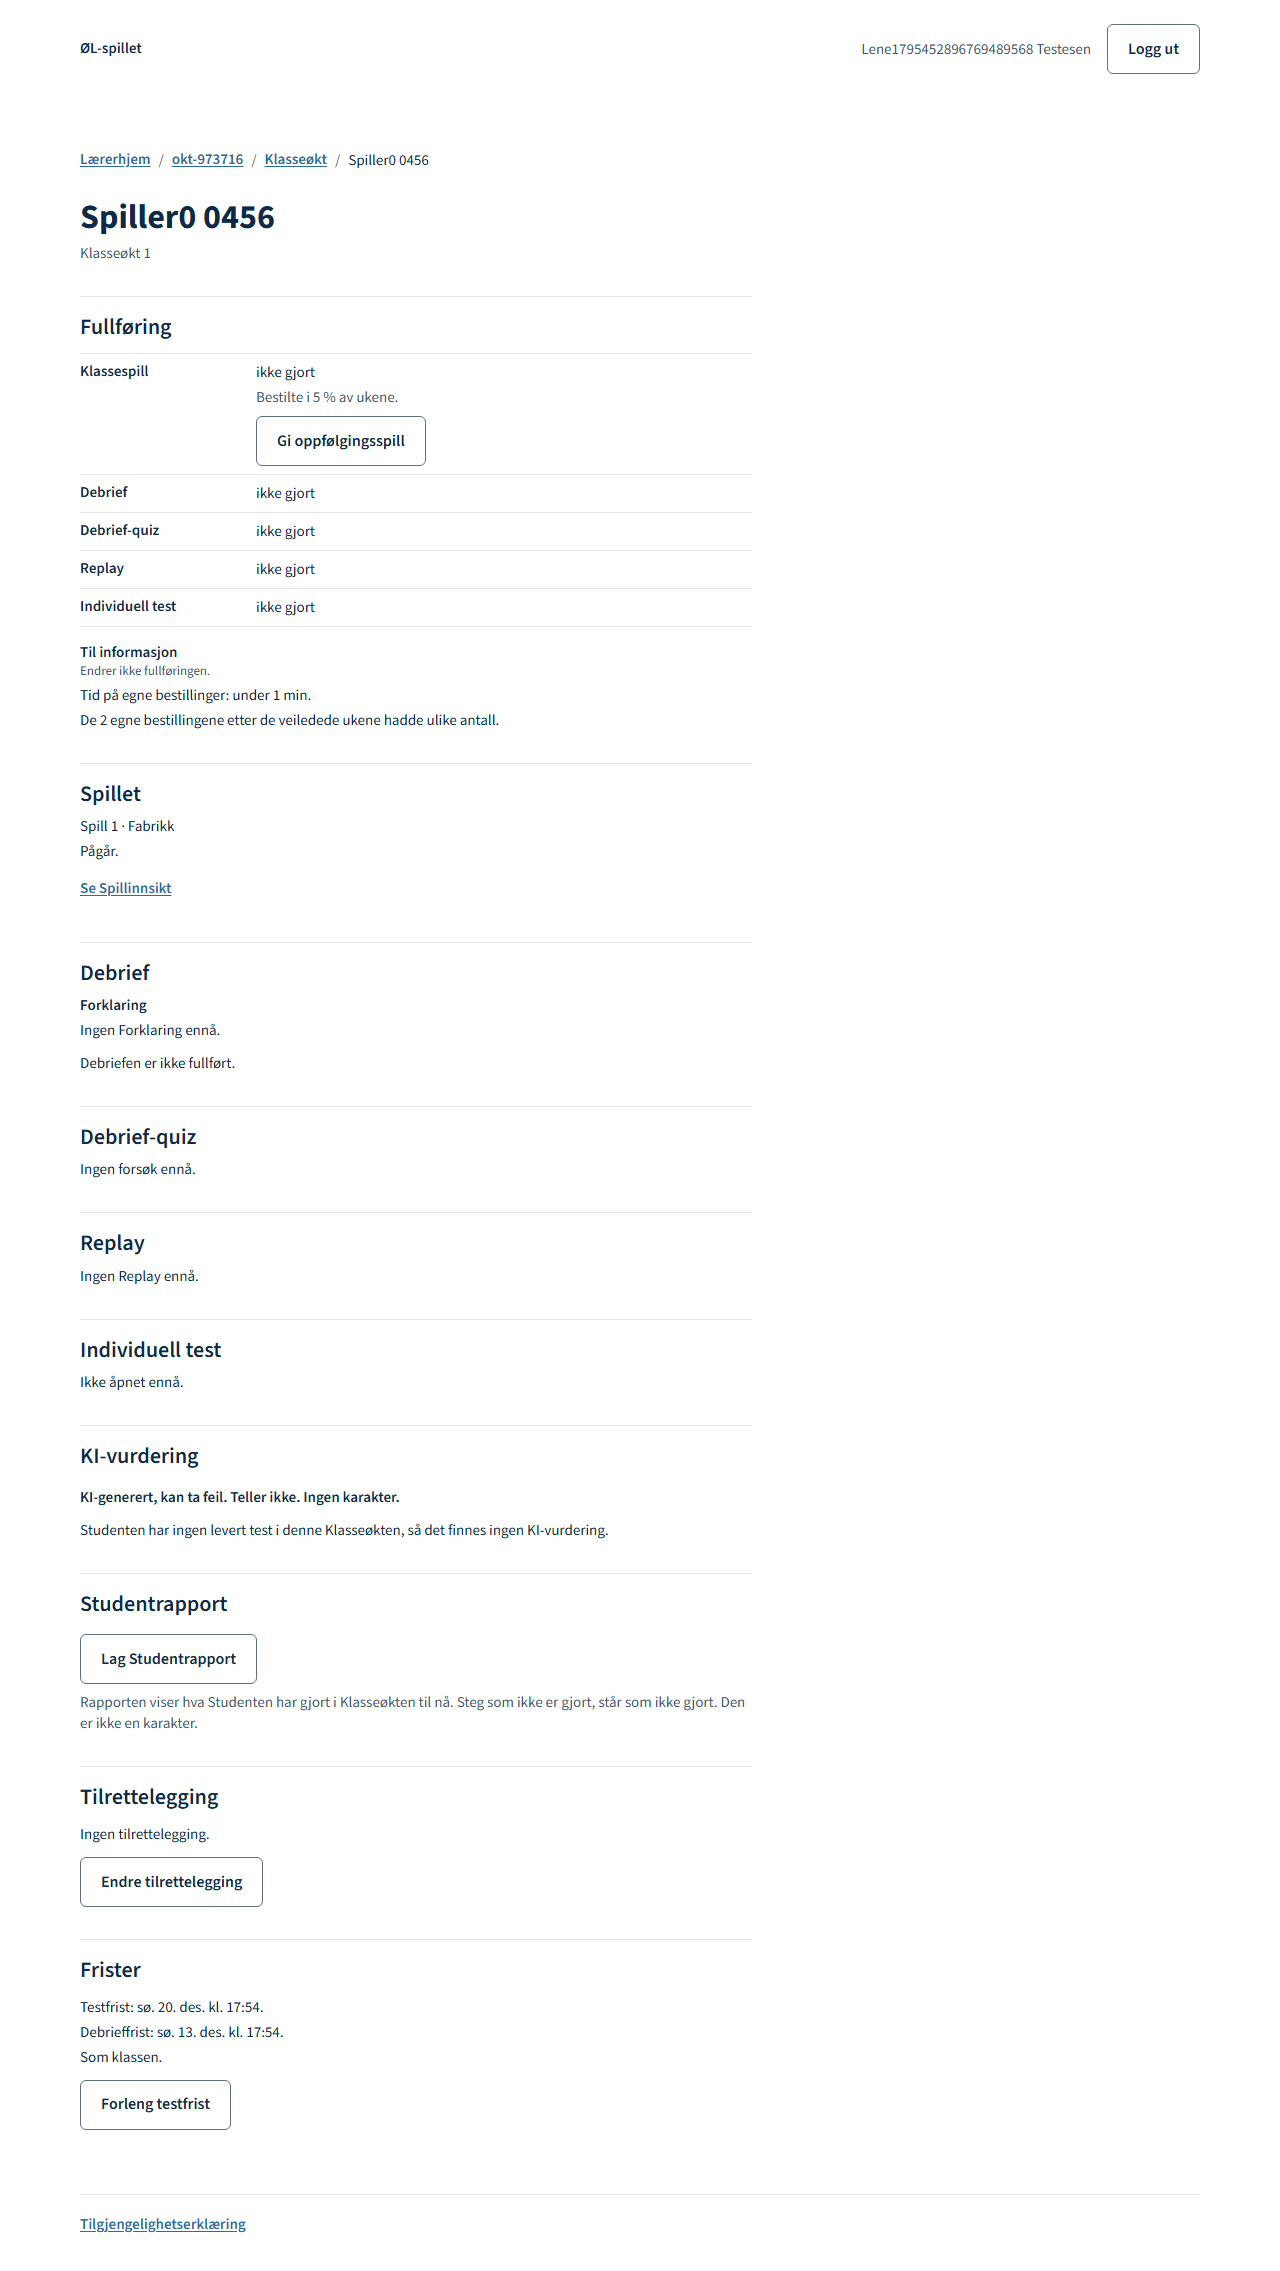 ØL-spillet
Lene1795452896769489568 Testesen
Logg ut
Lærerhjem / okt-973716 / Klasseøkt / Spiller0 0456
Spiller0 0456
Klasseøkt 1
Fullføring
Klassespill
ikke gjort
Bestilte i 5 % av ukene.
Gi oppfølgingsspill
Debrief
ikke gjort
Debrief-quiz
ikke gjort
Replay
ikke gjort
Individuell test
ikke gjort
Til informasjon
Endrer ikke fullføringen.
Tid på egne bestillinger: under 1 min.
De 2 egne bestillingene etter de veiledede ukene hadde ulike antall.
Spillet
Spill 1 · Fabrikk
Pågår.
Se Spillinnsikt
Debrief
Forklaring
Ingen Forklaring ennå.
Debriefen er ikke fullført.
Debrief-quiz
Ingen forsøk ennå.
Replay
Ingen Replay ennå.
Individuell test
Ikke åpnet ennå.
KI-vurdering
KI-generert, kan ta feil. Teller ikke. Ingen karakter.
Studenten har ingen levert test i denne Klasseøkten, så det finnes ingen KI-vurdering.
Studentrapport
Lag Studentrapport
Rapporten viser hva Studenten har gjort i Klasseøkten til nå. Steg som ikke er gjort, står som ikke gjort. Den
er ikke en karakter.
Tilrettelegging
Ingen tilrettelegging.
Endre tilrettelegging
Frister
Testfrist: sø. 20. des. kl. 17:54.
Debrieffrist: sø. 13. des. kl. 17:54.
Som klassen.
Forleng testfrist
Tilgjengelighetserklæring